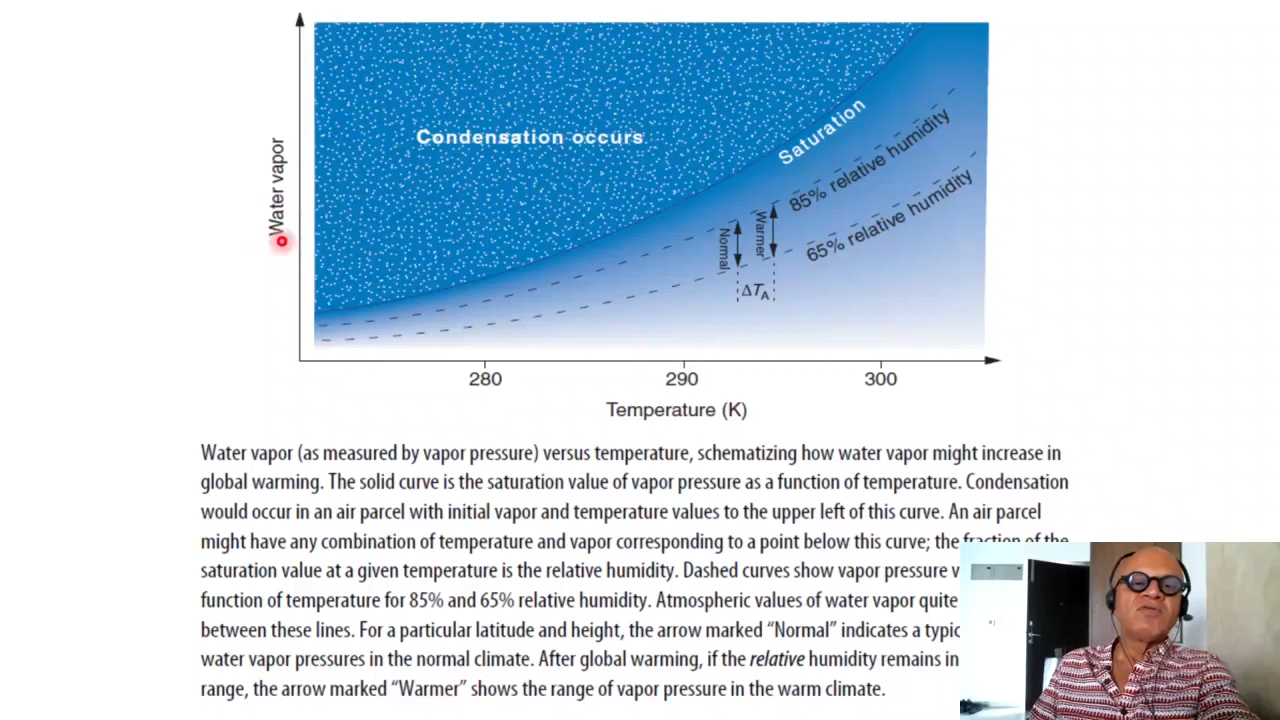 Condensation occurs
Saturation
85% relative humidity
65% relative humidity
Normal
Warmer
ΔTA
Water vapor
280 290 300
Temperature (K)
Water vapor (as measured by vapor pressure) versus temperature, schematizing how water vapor might increase in
global warming. The solid curve is the saturation value of vapor pressure as a function of temperature. Condensation
would occur in an air parcel with initial vapor and temperature values to the upper left of this curve. An air parcel
might have any combination of temperature and vapor corresponding to a point below this curve; the fraction of the
saturation value at a given temperature is the relative humidity. Dashed curves show vapor pressure
function of temperature for 85% and 65% relative humidity. Atmospheric values of water vapor quite
between these lines. For a particular latitude and height, the arrow marked “Normal” indicates a
water vapor pressures in the normal climate. After global warming, if the relative humidity remains in
range, the arrow marked “Warmer” shows the range of vapor pressure in the warm climate.